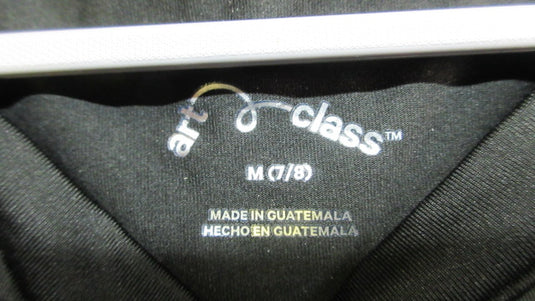 art class™
M (7/8)
MADE IN GUATEMALA
HECHO EN GUATEMALA